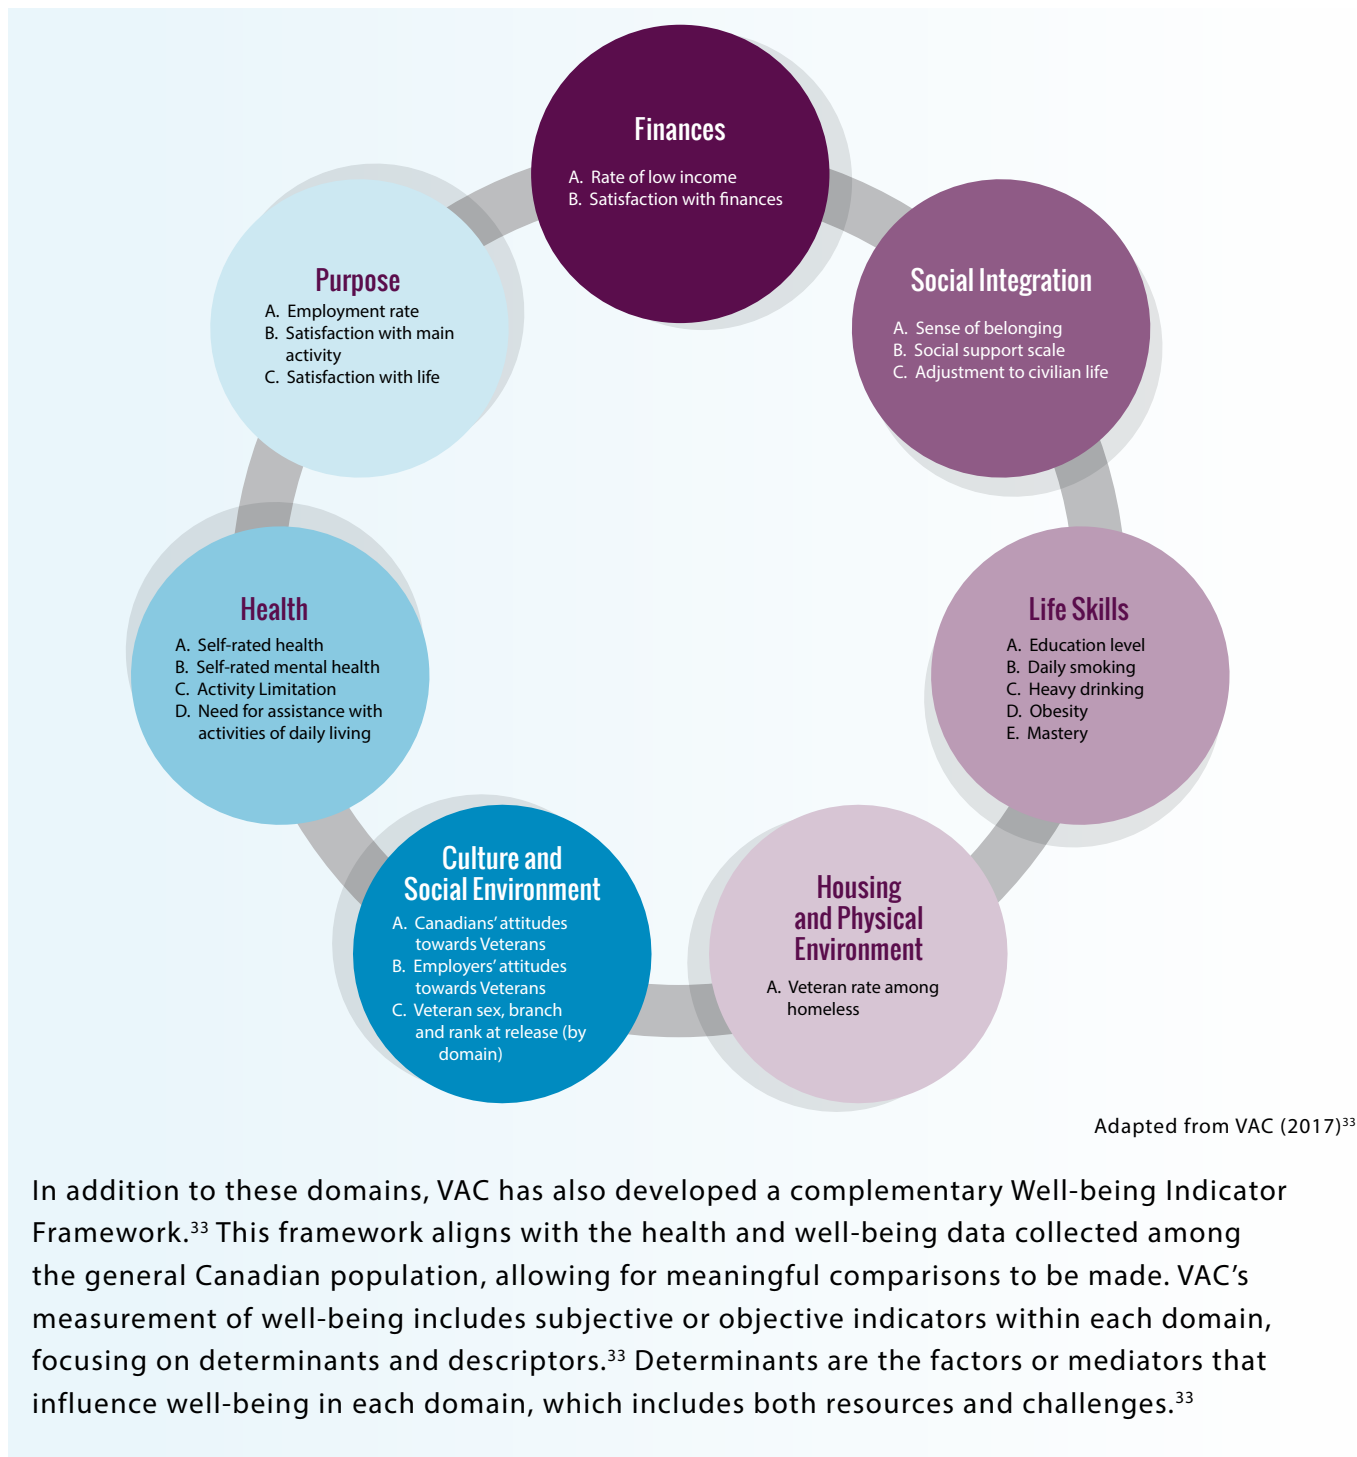 Finances
A. Rate of low income
B. Satisfaction with finances
Social Integration
A. Sense of belonging
B. Social support scale
C. Adjustment to civilian life
Life Skills
A. Education level
B. Daily smoking
C. Heavy drinking
D. Obesity
E. Mastery
Housing
and Physical
Environment
A. Veteran rate among
homeless
Culture and
Social Environment
A. Canadians’ attitudes
towards Veterans
B. Employers’ attitudes
towards Veterans
C. Veteran sex, branch
and rank at release (by
domain)
Health
A. Self-rated health
B. Self-rated mental health
C. Activity Limitation
D. Need for assistance with
activities of daily living
Purpose
A. Employment rate
B. Satisfaction with main
activity
C. Satisfaction with life
Adapted from VAC (2017)³³
In addition to these domains, VAC has also developed a complementary Well-being Indicator
Framework.³³ This framework aligns with the health and well-being data collected among
the general Canadian population, allowing for meaningful comparisons to be made. VAC’s
measurement of well-being includes subjective or objective indicators within each domain,
focusing on determinants and descriptors.³³ Determinants are the factors or mediators that
influence well-being in each domain, which includes both resources and challenges.³³